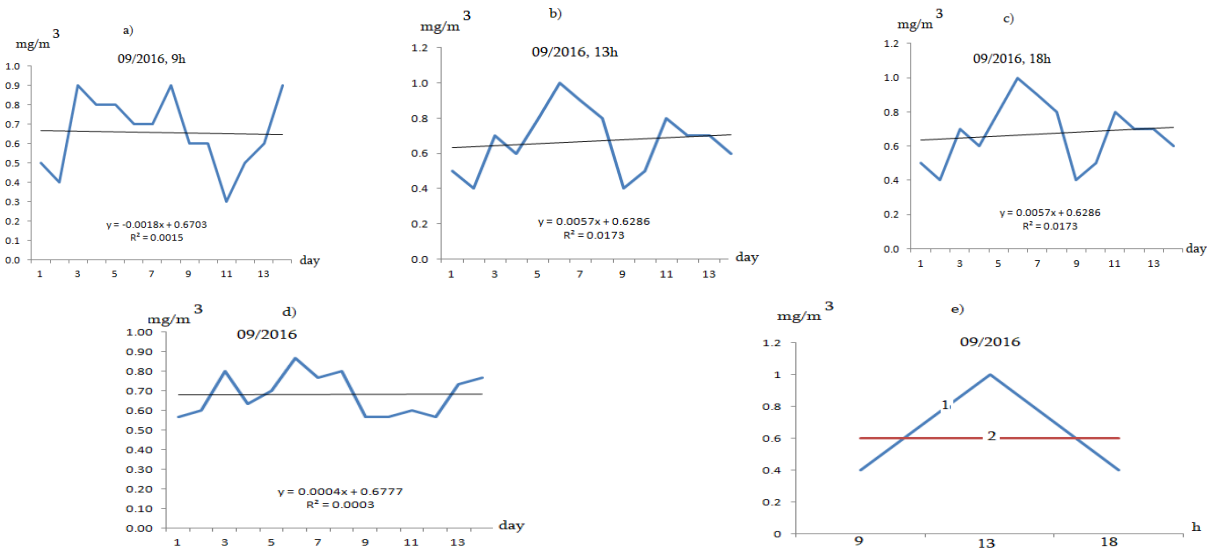 a)
mg/m 3
09/2016, 9h
1.0
0.9
0.8
0.7
0.6
0.5
0.4
0.3
0.2
0.1
0.0
y = -0.0018x + 0.6703
R² = 0.0015
1 3 5 7 9 11 13
day
b)
mg/m 3
09/2016, 13h
1.2
1.0
0.8
0.6
0.4
0.2
0.0
y = 0.0057x + 0.6286
R² = 0.0173
1 3 5 7 9 11 13
day
c)
mg/m 3
09/2016, 18h
1.2
1.0
0.8
0.6
0.4
0.2
0.0
y = 0.0057x + 0.6286
R² = 0.0173
1 3 5 7 9 11 13
day
d)
mg/m 3
09/2016
1.00
0.90
0.80
0.70
0.60
0.50
0.40
0.30
0.20
0.10
0.00
y = 0.0004x + 0.6777
R² = 0.0003
1 3 5 7 9 11 13
day
e)
mg/m 3
09/2016
1.2
1
0.8
0.6
0.4
0.2
0
1
2
9 13 18
h